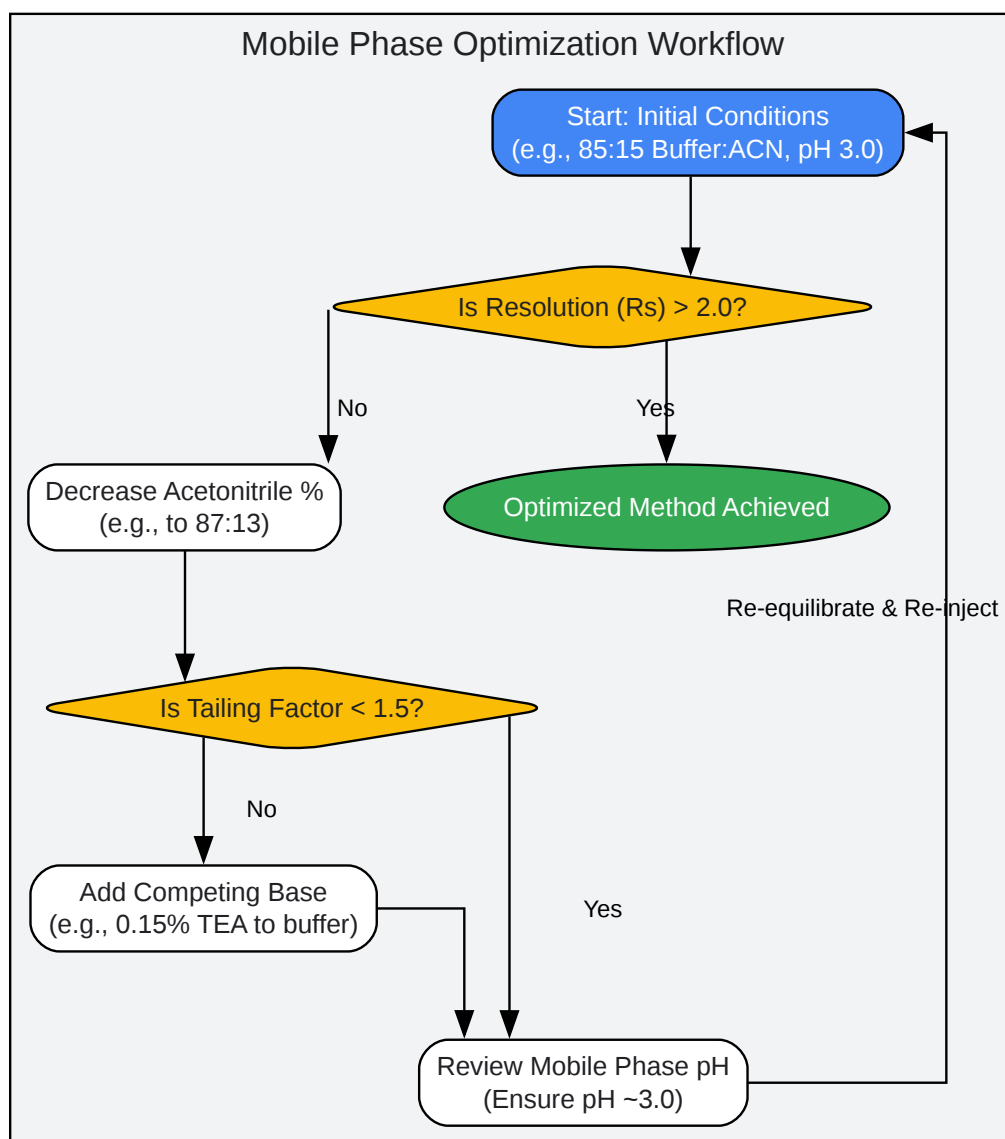 Mobile Phase Optimization Workflow
Start: Initial Conditions
(e.g., 85:15 Buffer:ACN, pH 3.0)
Is Resolution (Rs) > 2.0?
No
Yes
Decrease Acetonitrile %
(e.g., to 87:13)
Optimized Method Achieved
Re-equilibrate & Re-inject
Is Tailing Factor < 1.5?
No
Add Competing Base
(e.g., 0.15% TEA to buffer)
Yes
Review Mobile Phase pH
(Ensure pH ~3.0)